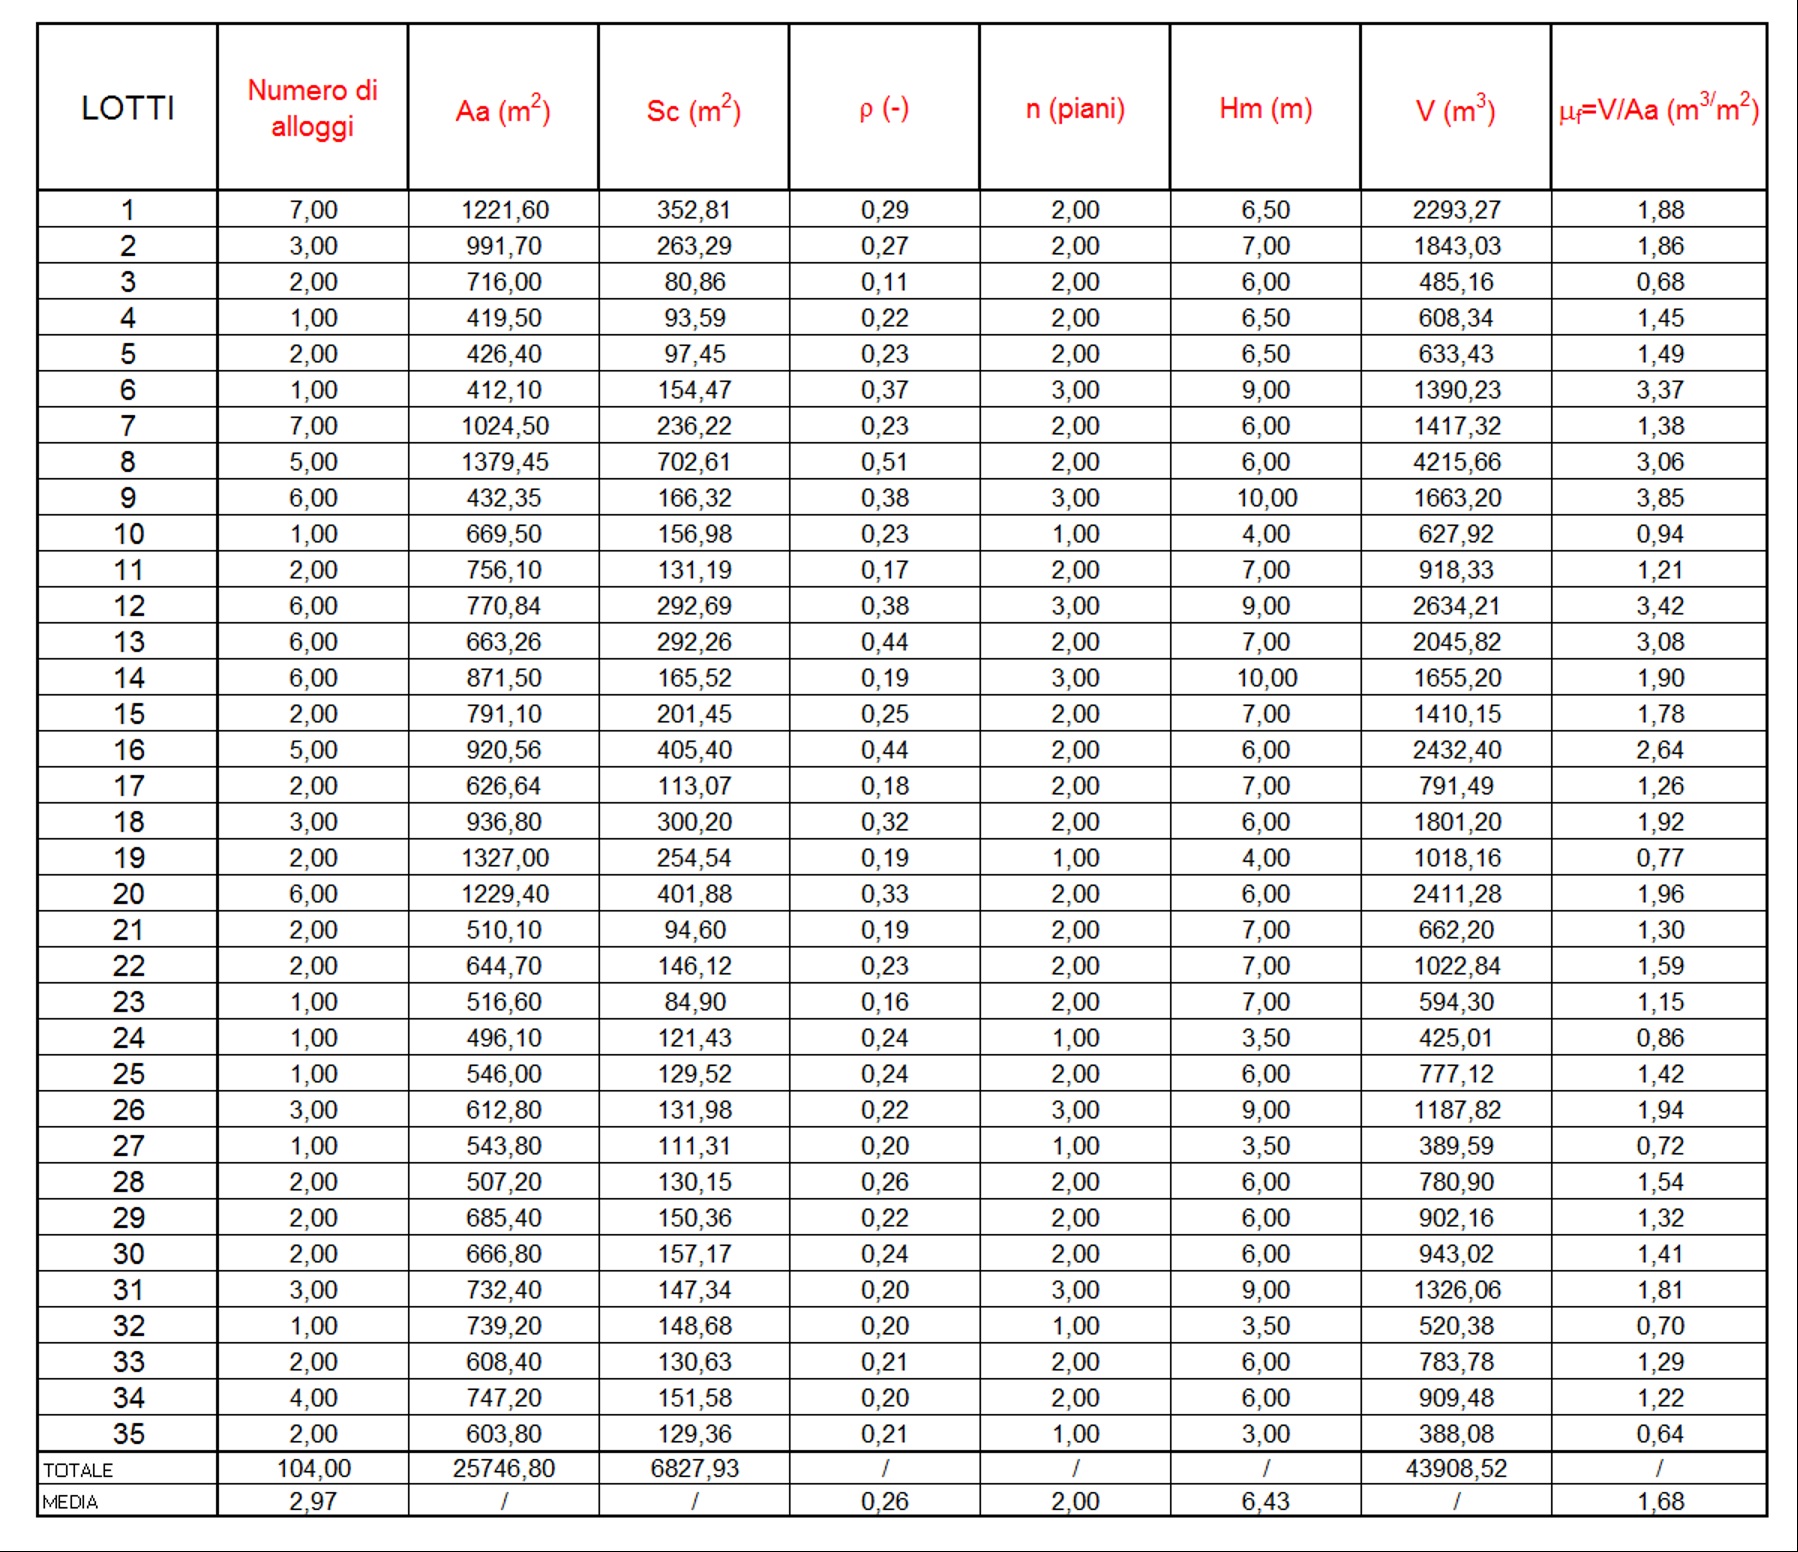 LOTTI Numero di alloggi Aa (m²) Sc (m²) ρ (-) n (piani) Hm (m) V (m³) μf=V/Aa (m³/m²)
1 7,00 1221,60 352,81 0,29 2,00 6,50 2293,27 1,88
2 3,00 991,70 263,29 0,27 2,00 7,00 1843,03 1,86
3 2,00 716,00 80,86 0,11 2,00 6,00 485,16 0,68
4 1,00 419,50 93,59 0,22 2,00 6,50 608,34 1,45
5 2,00 426,40 97,45 0,23 2,00 6,50 633,43 1,49
6 1,00 412,10 154,47 0,37 3,00 9,00 1390,23 3,37
7 7,00 1024,50 236,22 0,23 2,00 6,00 1417,32 1,38
8 5,00 1379,45 702,61 0,51 2,00 6,00 4215,66 3,06
9 6,00 432,35 166,32 0,38 3,00 10,00 1663,20 3,85
10 1,00 669,50 156,98 0,23 1,00 4,00 627,92 0,94
11 2,00 756,10 131,19 0,17 2,00 7,00 918,33 1,21
12 6,00 770,84 292,69 0,38 3,00 9,00 2634,21 3,42
13 6,00 663,26 292,26 0,44 2,00 7,00 2045,82 3,08
14 6,00 871,50 165,52 0,19 3,00 10,00 1655,20 1,90
15 2,00 791,10 201,45 0,25 2,00 7,00 1410,15 1,78
16 5,00 920,56 405,40 0,44 2,00 6,00 2432,40 2,64
17 2,00 626,64 113,07 0,18 2,00 7,00 791,49 1,26
18 3,00 936,80 300,20 0,32 2,00 6,00 1801,20 1,92
19 2,00 1327,00 254,54 0,19 1,00 4,00 1018,16 0,77
20 6,00 1229,40 401,88 0,33 2,00 6,00 2411,28 1,96
21 2,00 510,10 94,60 0,19 2,00 7,00 662,20 1,30
22 2,00 644,70 146,12 0,23 2,00 7,00 1022,84 1,59
23 1,00 516,60 84,90 0,16 2,00 7,00 594,30 1,15
24 1,00 496,10 121,43 0,24 1,00 3,50 425,01 0,86
25 1,00 546,00 129,52 0,24 2,00 6,00 777,12 1,42
26 3,00 612,80 131,98 0,22 3,00 9,00 1187,82 1,94
27 1,00 543,80 111,31 0,20 1,00 3,50 389,59 0,72
28 2,00 507,20 130,15 0,26 2,00 6,00 780,90 1,54
29 2,00 685,40 150,36 0,22 2,00 6,00 902,16 1,32
30 2,00 666,80 157,17 0,24 2,00 6,00 943,02 1,41
31 3,00 732,40 147,34 0,20 3,00 9,00 1326,06 1,81
32 1,00 739,20 148,68 0,20 1,00 3,50 520,38 0,70
33 2,00 608,40 130,63 0,21 2,00 6,00 783,78 1,29
34 4,00 747,20 151,58 0,20 2,00 6,00 909,48 1,22
35 2,00 603,80 129,36 0,21 1,00 3,00 388,08 0,64
TOTALE 104,00 25746,80 6827,93 / / / 43908,52 /
MEDIA 2,97 / / 0,26 2,00 6,43 / 1,68